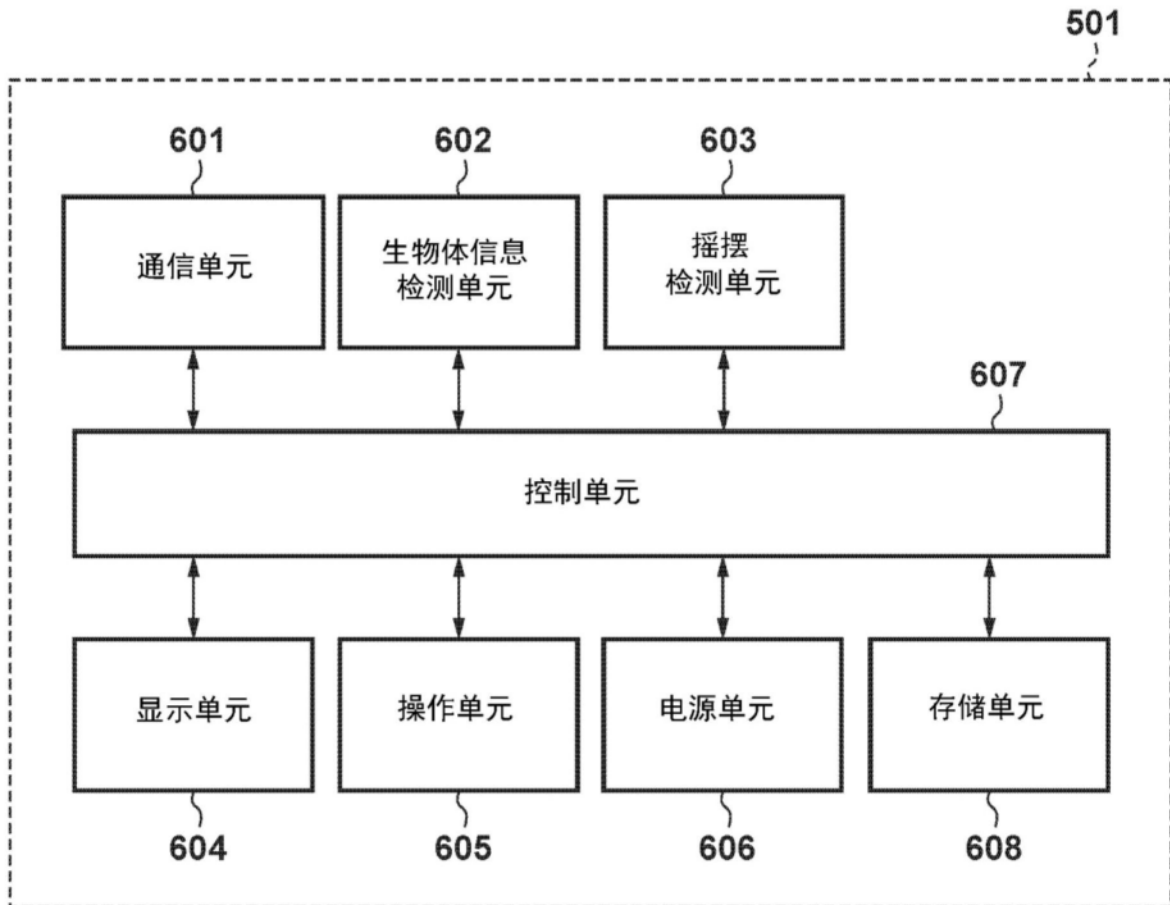 501
601
602
603
通信单元
生物体信息
检测单元
摇摆
检测单元
607
控制单元
显示单元
操作单元
电源单元
存储单元
604
605
606
608